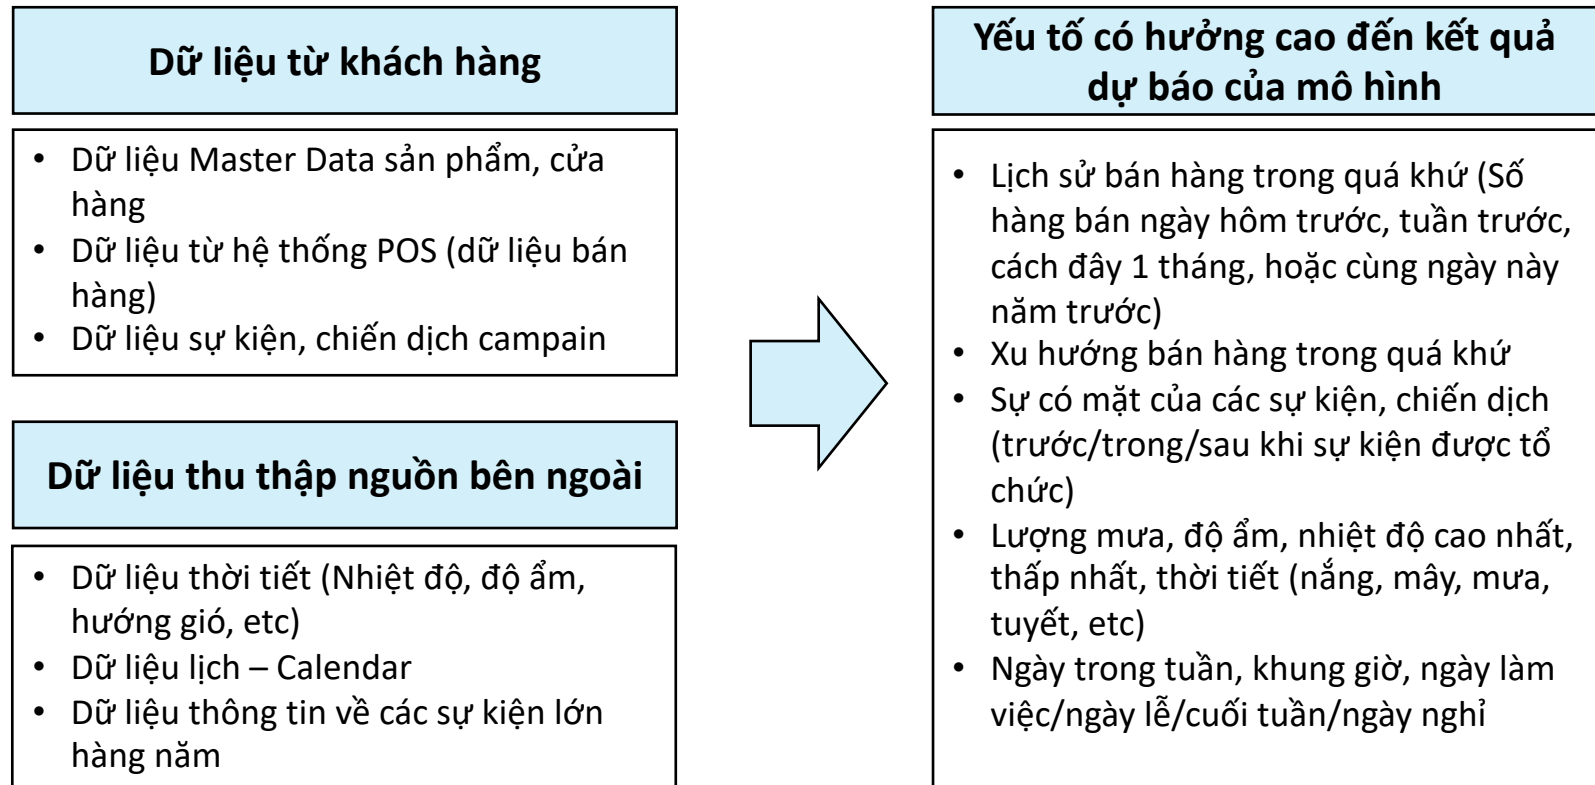 Dữ liệu từ khách hàng
• Dữ liệu Master Data sản phẩm, cửa
hàng
• Dữ liệu từ hệ thống POS (dữ liệu bán
hàng)
• Dữ liệu sự kiện, chiến dịch campain
Dữ liệu thu thập nguồn bên ngoài
• Dữ liệu thời tiết (Nhiệt độ, độ ẩm,
hướng gió, etc)
• Dữ liệu lịch – Calendar
• Dữ liệu thông tin về các sự kiện lớn
hàng năm
Yếu tố có hưởng cao đến kết quả
dự báo của mô hình
• Lịch sử bán hàng trong quá khứ (Số
hàng bán ngày hôm trước, tuần trước,
cách đây 1 tháng, hoặc cùng ngày này
năm trước)
• Xu hướng bán hàng trong quá khứ
• Sự có mặt của các sự kiện, chiến dịch
(trước/trong/sau khi sự kiện được tổ
chức)
• Lượng mưa, độ ẩm, nhiệt độ cao nhất,
thấp nhất, thời tiết (nắng, mây, mưa,
tuyết, etc)
• Ngày trong tuần, khung giờ, ngày làm
việc/ngày lễ/cuối tuần/ngày nghỉ